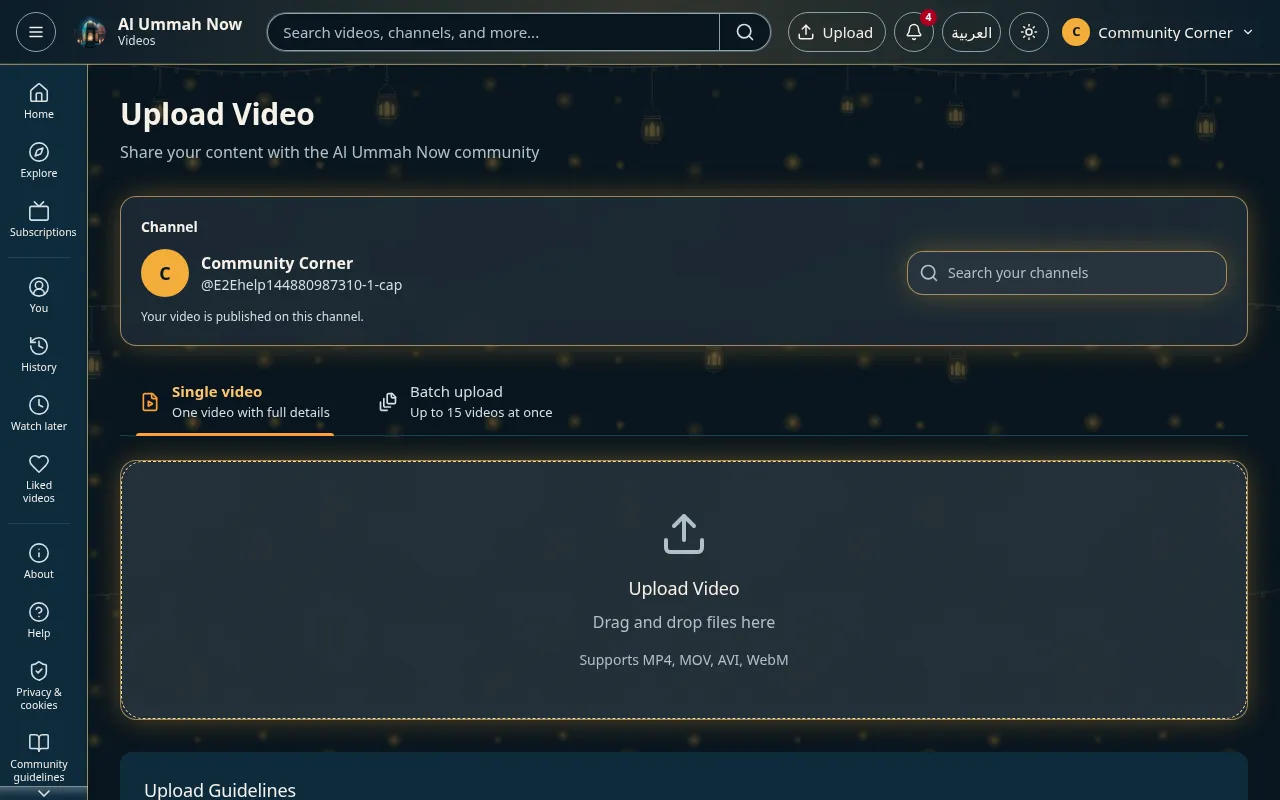 Al Ummah Now
Videos
Search videos, channels, and more...
Upload
4
العربية
C
Community Corner
Home
Explore
Subscriptions
You
History
Watch later
Liked
videos
About
Help
Privacy &
cookies
Community
guidelines
Upload Video
Share your content with the Al Ummah Now community
Channel
C
Community Corner
@E2Ehelp144880987310-1-cap
Search your channels
Your video is published on this channel.
Single video
One video with full details
Batch upload
Up to 15 videos at once
Upload Video
Drag and drop files here
Supports MP4, MOV, AVI, WebM
Upload Guidelines